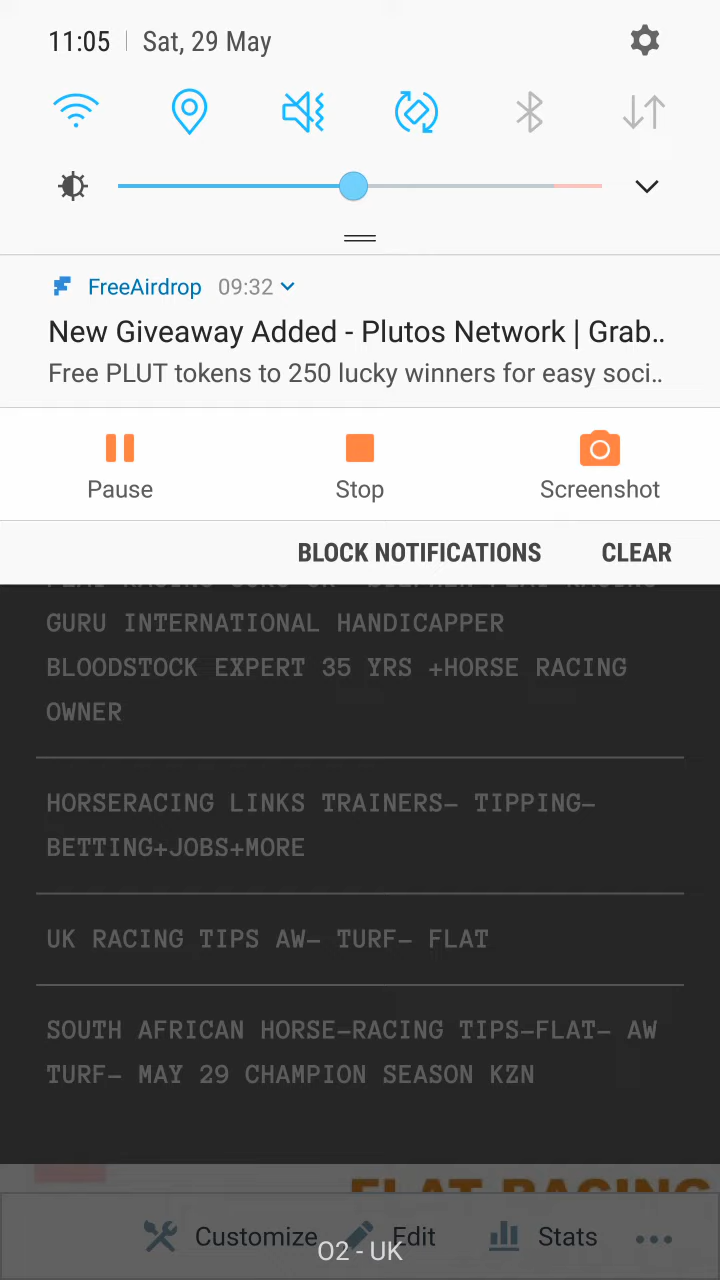 11:05 Sat, 29 May
FreeAirdrop 09:32
New Giveaway Added - Plutos Network | Grab..
Free PLUT tokens to 250 lucky winners for easy soci..
Pause Stop Screenshot
BLOCK NOTIFICATIONS CLEAR
GURU INTERNATIONAL HANDICAPPER
BLOODSTOCK EXPERT 35 YRS +HORSE RACING
OWNER
HORSERACING LINKS TRAINERS– TIPPING–
BETTING+JOBS+MORE
UK RACING TIPS AW– TURF– FLAT
SOUTH AFRICAN HORSE–RACING TIPS–FLAT– AW
TURF– MAY 29 CHAMPION SEASON KZN
FLAT RACING
Customize Edit Stats
O2 - UK